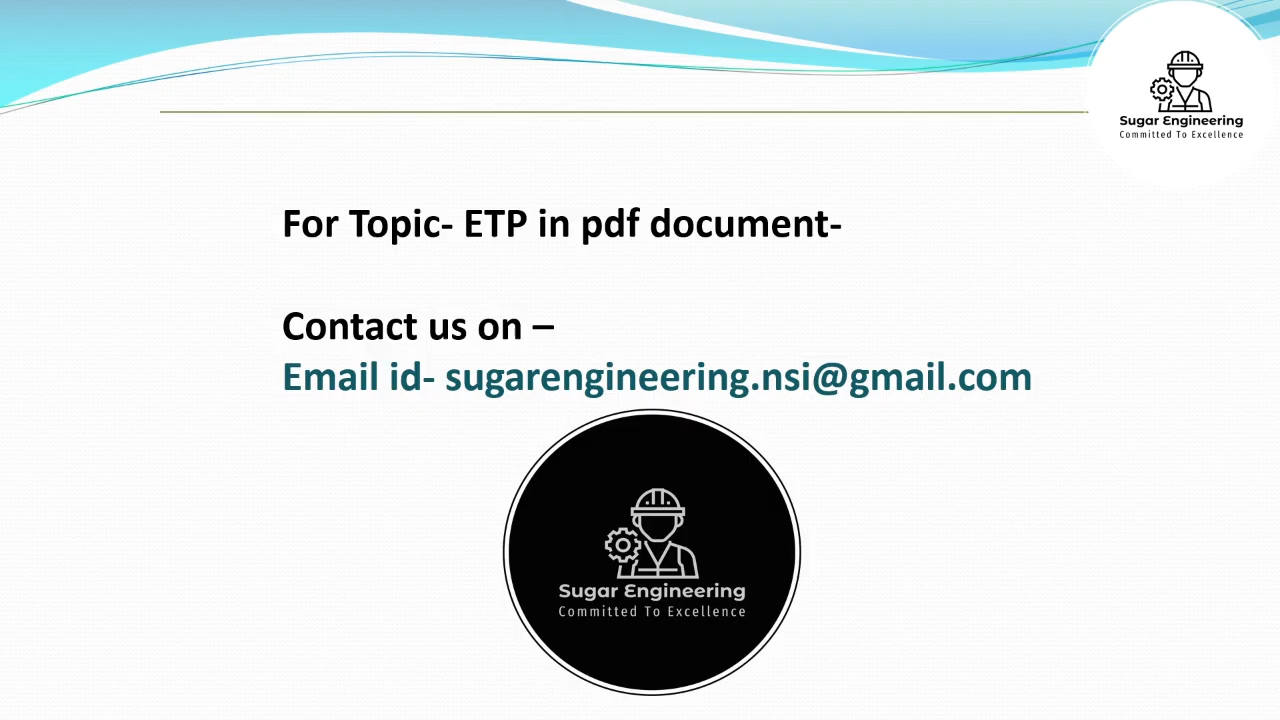 Sugar Engineering
Committed To Excellence
For Topic- ETP in pdf document-
Contact us on –
Email id- sugarengineering.nsi@gmail.com
Sugar Engineering
Committed To Excellence